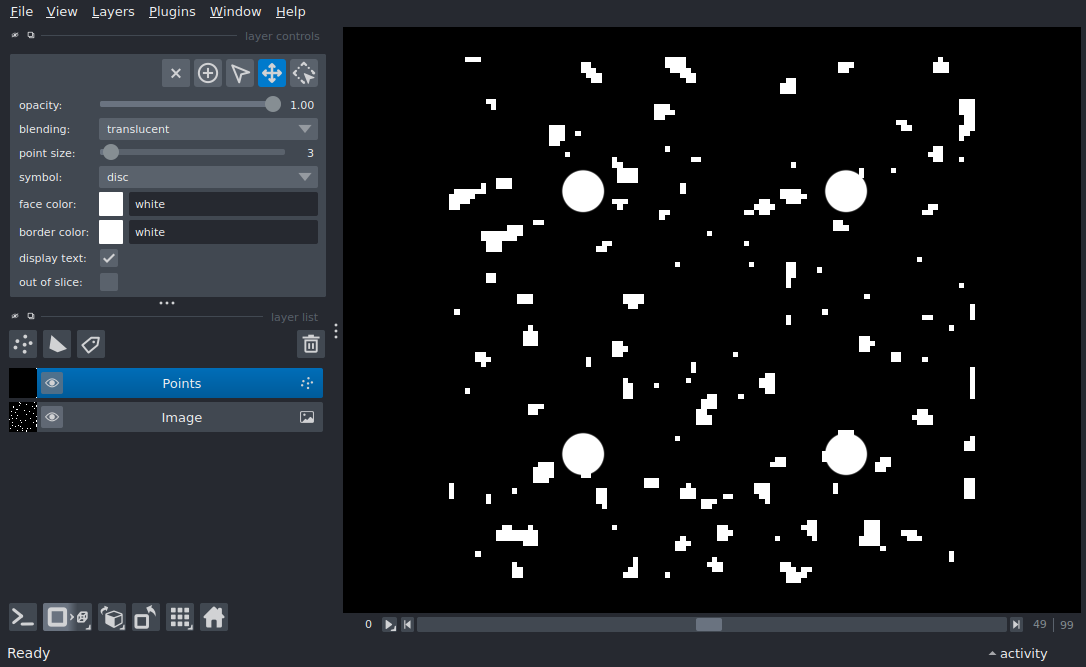 File View Layers Plugins Window Help
layer controls
opacity: 1.00
blending: translucent
point size: 3
symbol: disc
face color: white
border color: white
display text:
out of slice:
layer list
Points
Image
0 49 | 99
Ready activity